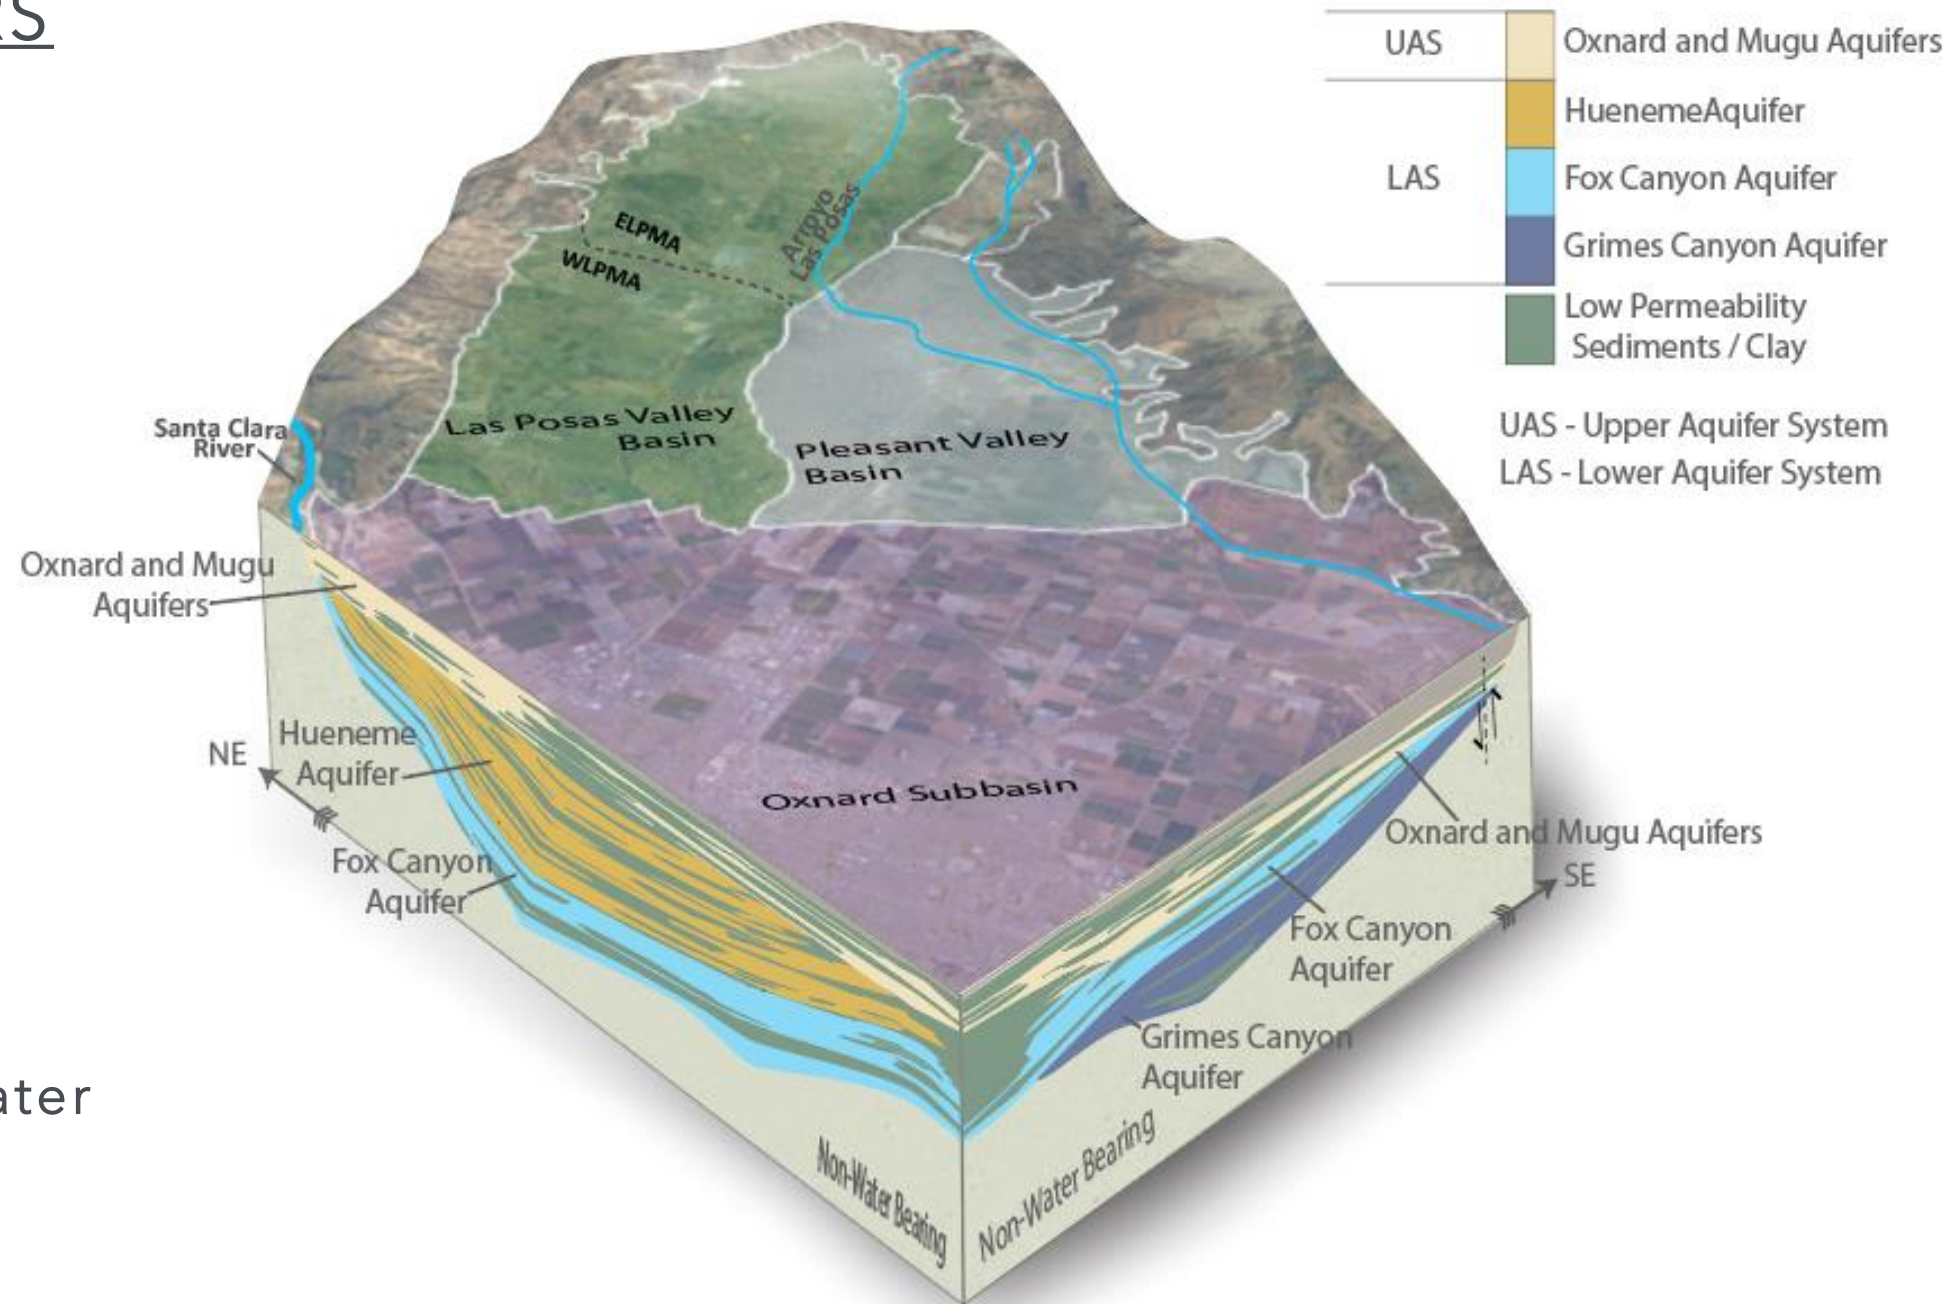 RS
UAS
Oxnard and Mugu Aquifers
HuenemeAquifer
LAS
Fox Canyon Aquifer
Grimes Canyon Aquifer
Low Permeability
Sediments / Clay
UAS - Upper Aquifer System
LAS - Lower Aquifer System
ELPMA
WLPMA
Arroyo
Las Posas
Las Posas Valley
Basin
Pleasant Valley
Basin
Santa Clara
River
Oxnard and Mugu
Aquifers
Hueneme
Aquifer
NE
Fox Canyon
Aquifer
Oxnard Subbasin
Oxnard and Mugu Aquifers
SE
Fox Canyon
Aquifer
Grimes Canyon
Aquifer
ater
Non-Water Bearing
Non-Water Bearing